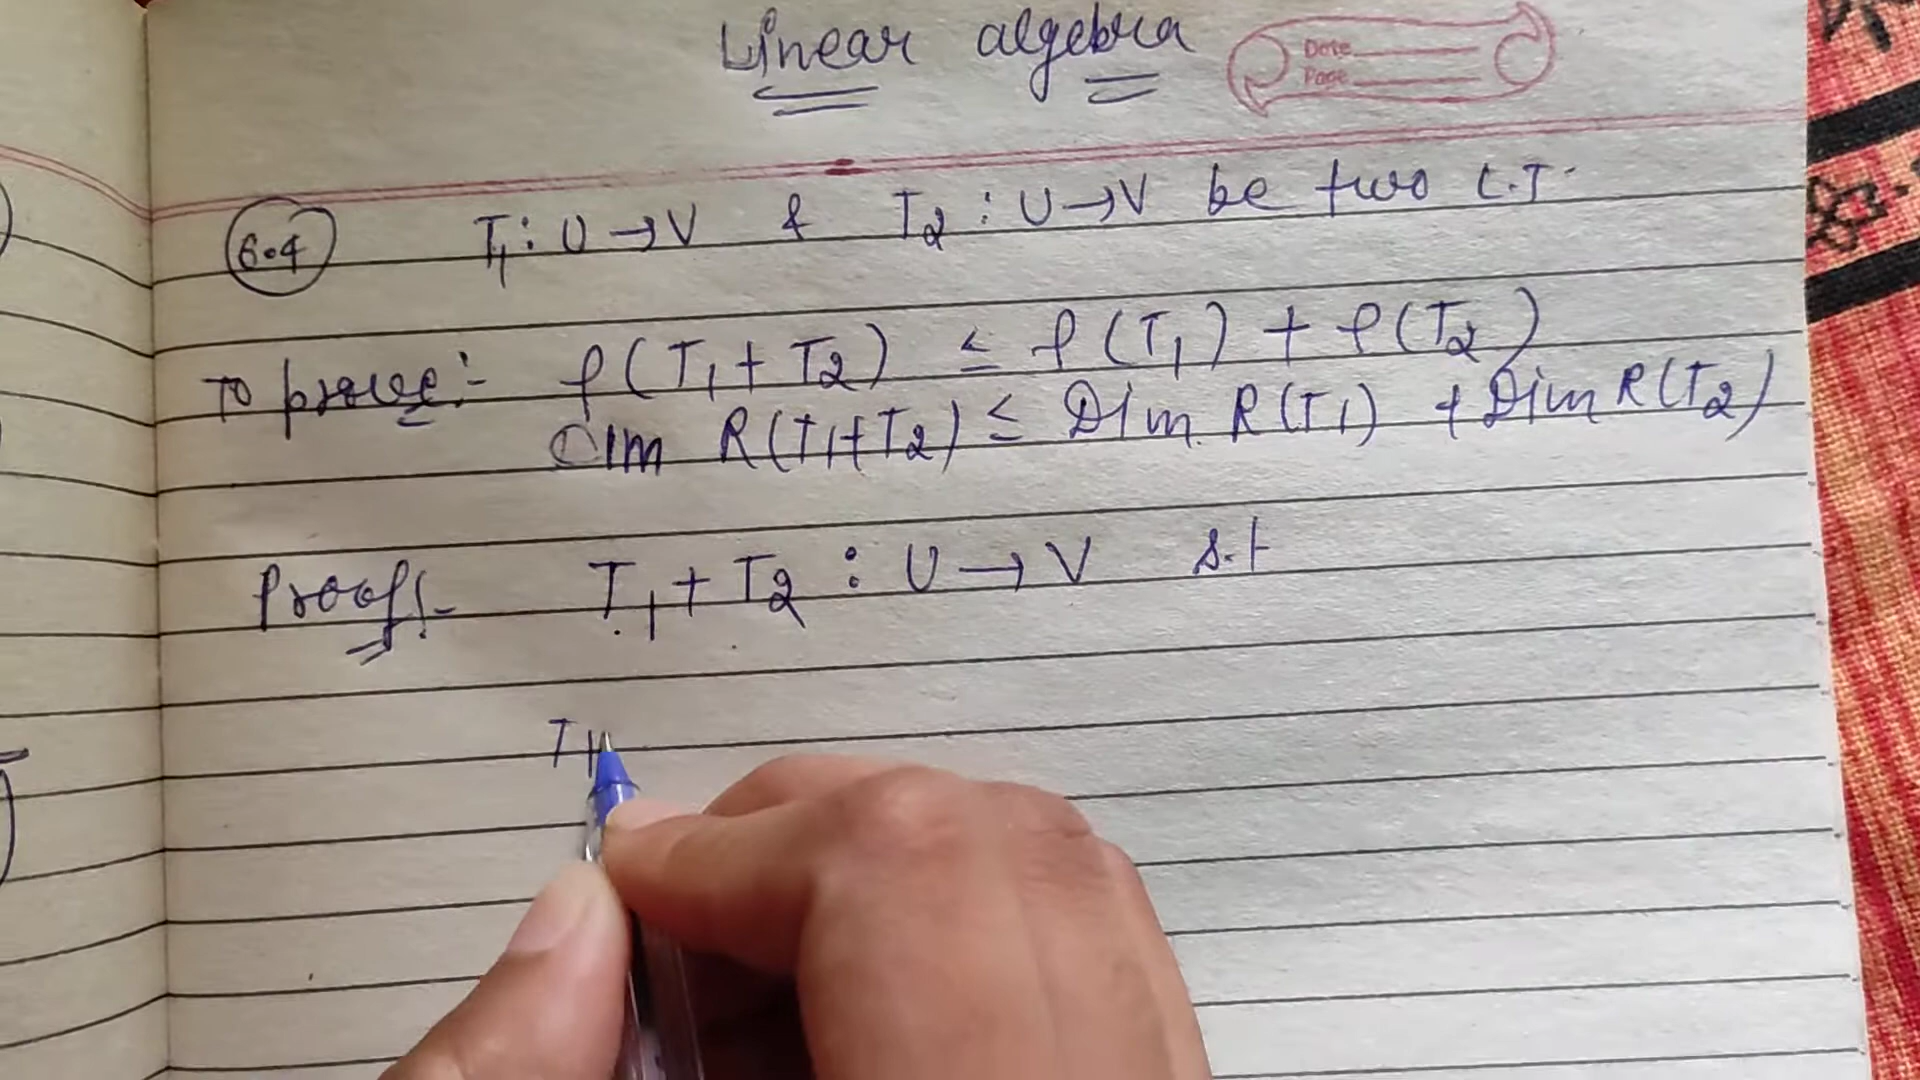 Linear algebra
Date
Page
6.4 T1 : U → V & T2 : U → V be two L.T.
To prove :- ρ(T1 + T2) ≤ ρ(T1) + ρ(T2)
Dim R(T1+T2) ≤ Dim R(T1) + Dim R(T2)
Proof:- T1 + T2 : U → V s.t
T1